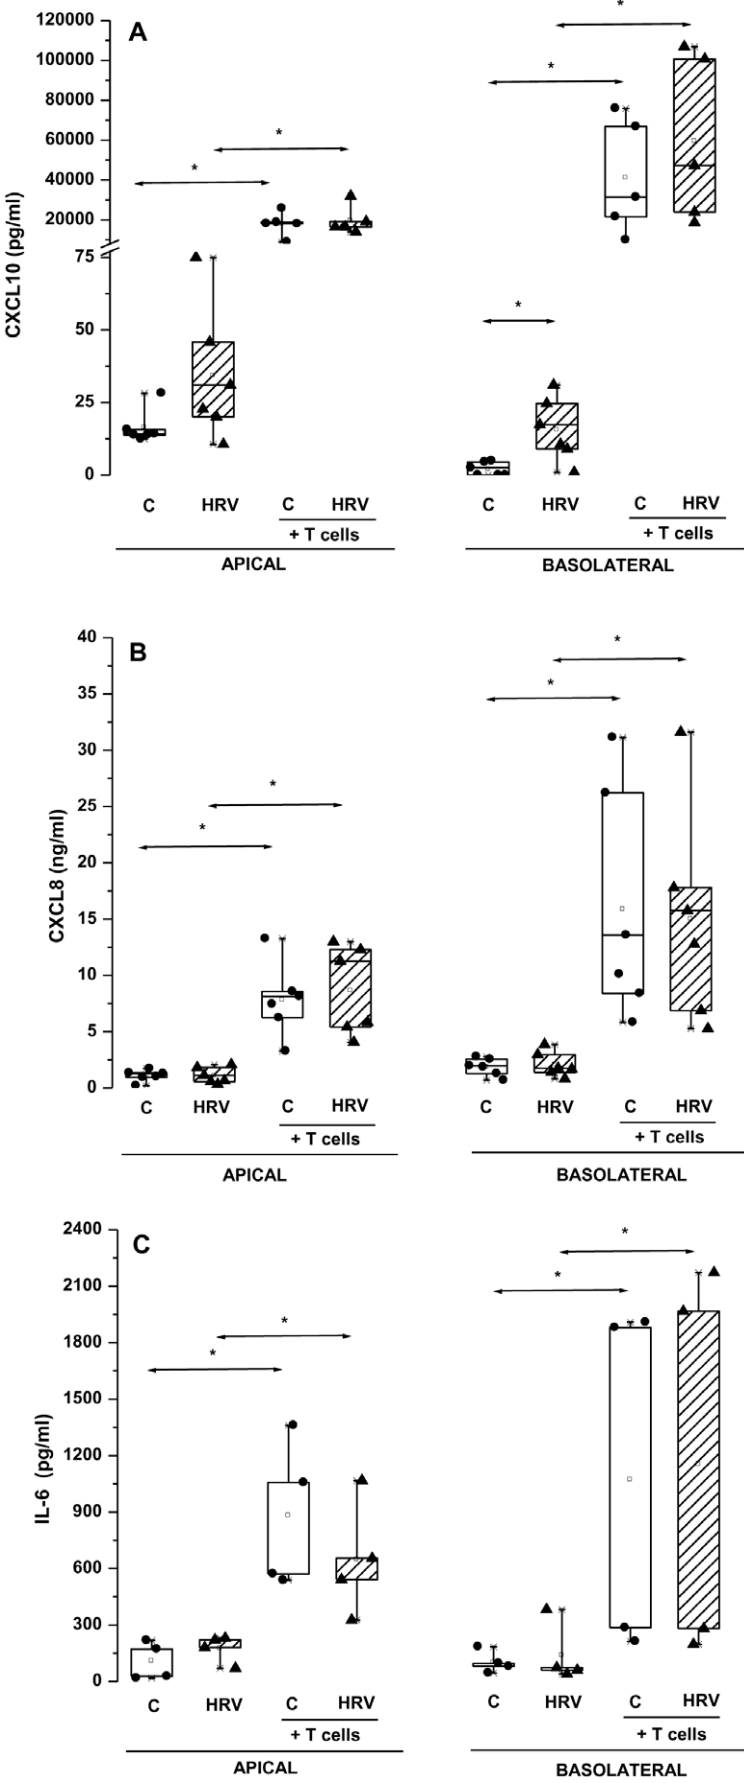 A
CXCL10 (pg/ml)
120000
100000
80000
60000
40000
20000
75
50
25
0
* * * * *
C HRV C HRV C HRV C HRV
+ T cells + T cells
APICAL BASOLATERAL
B
CXCL8 (ng/ml)
40
35
30
25
20
15
10
5
0
* * * *
C HRV C HRV C HRV C HRV
+ T cells + T cells
APICAL BASOLATERAL
C
IL-6 (pg/ml)
2400
2100
1800
1500
1200
900
600
300
0
* * * *
C HRV C HRV C HRV C HRV
+ T cells + T cells
APICAL BASOLATERAL